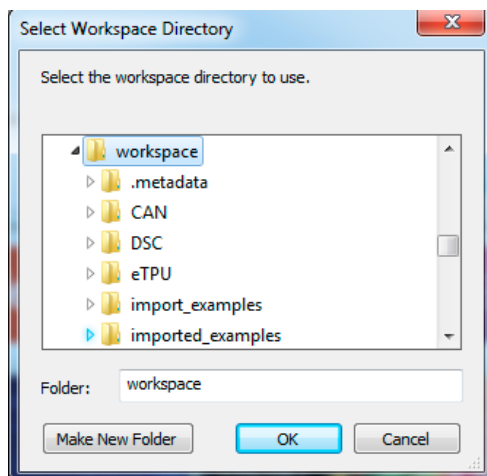 Select Workspace Directory
Select the workspace directory to use.
workspace
.metadata
CAN
DSC
eTPU
import_examples
imported_examples
Folder: workspace
Make New Folder OK Cancel